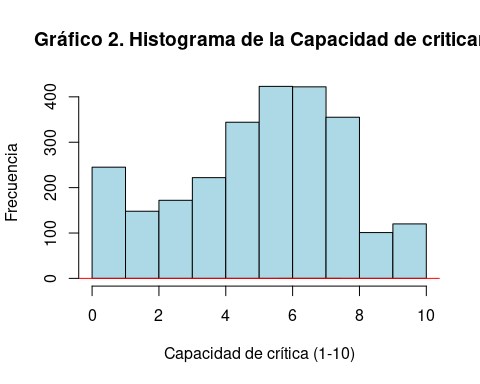 Gráfico 2. Histograma de la Capacidad de criticar
Frecuencia
400
300
200
100
0
0 2 4 6 8 10
Capacidad de crítica (1-10)